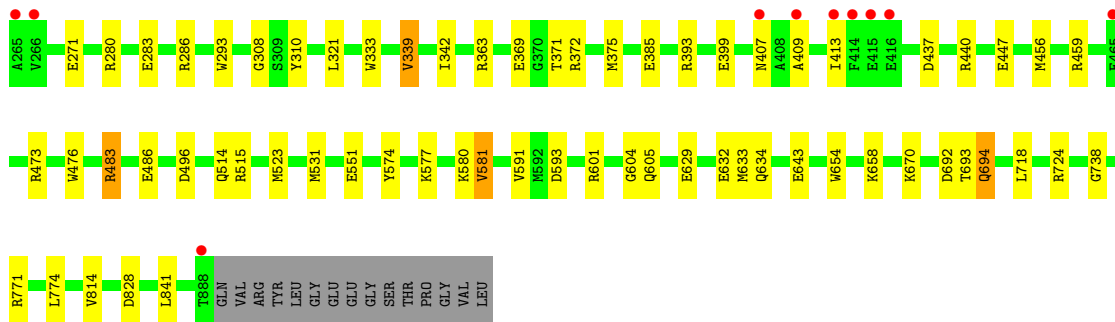 A265 V266 E271 R280 E283 R286 W293 G308 S309 Y310 L321 W333 V339 I342 R363 E369 G370 T371 R372 M375 E385 R393 E399 N407 A408 A409 I413 F414 E415 E416 D437 R440 E447 M456 R459 E465
R473 W476 R483 E486 D496 Q514 R515 M523 M531 E551 Y574 K577 K580 V581 V591 M592 D593 R601 G604 Q605 E629 E632 M633 Q634 E643 W654 K658 K670 D692 T693 Q694 L718 R724 G738
R771 L774 V814 D828 L841 T888 GLN VAL ARG TYR LEU GLY GLU GLU GLY SER THR PRO GLY VAL LEU